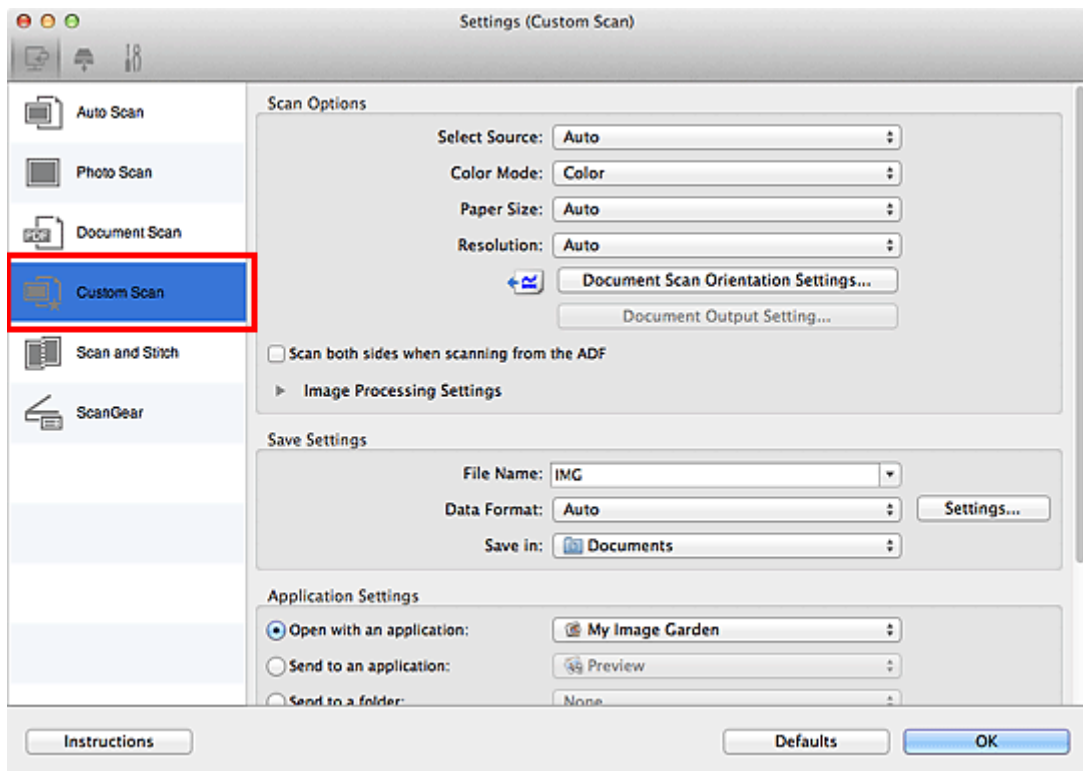 Settings (Custom Scan)
Auto Scan
Photo Scan
PDF
Document Scan
Custom Scan
Scan and Stitch
ScanGear
Scan Options
Select Source: Auto
Color Mode: Color
Paper Size: Auto
Resolution: Auto
Document Scan Orientation Settings...
Document Output Setting...
Scan both sides when scanning from the ADF
Image Processing Settings
Save Settings
File Name: IMG
Data Format: Auto Settings...
Save in: Documents
Application Settings
Open with an application: My Image Garden
Send to an application: Preview
Send to a folder: None
Instructions Defaults OK